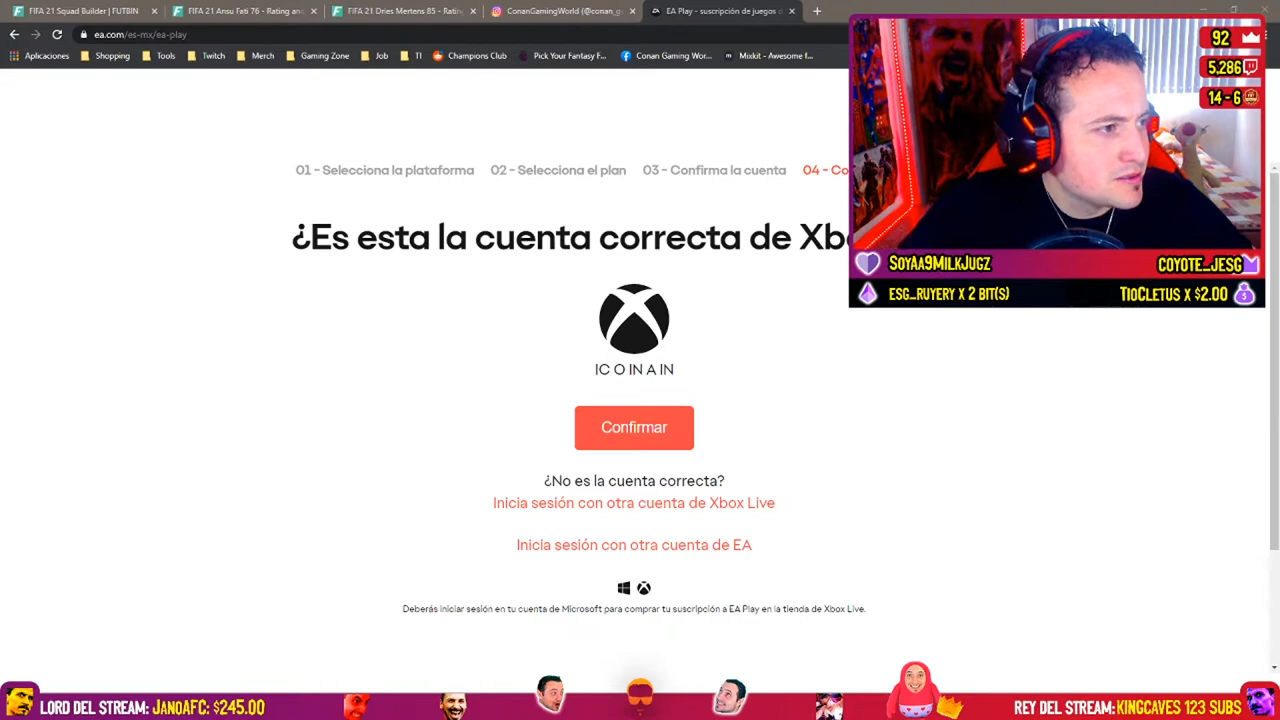 FIFA 21 Squad Builder | FUTBIN
FIFA 21 Ansu Fati 76 - Rating and
FIFA 21 Dries Mertens 85 - Rating
ConanGamingWorld (@conan_g
EA Play - suscripción de juegos d
ea.com/es-mx/ea-play
Aplicaciones
Shopping
Tools
Twitch
Merch
Gaming Zone
Job
TI
Champions Club
Pick Your Fantasy F...
Conan Gaming Wor...
Mixkit - Awesome f...
92
5,286
14 - 6
01 - Selecciona la plataforma
02 - Selecciona el plan
03 - Confirma la cuenta
04 - Co
¿Es esta la cuenta correcta de Xbo
SoyAa9MilkJugz
coyote_jesg
esg_ruyery x 2 bit(s)
TioCletus x $2.00
IC O IN A IN
Confirmar
¿No es la cuenta correcta?
Inicia sesión con otra cuenta de Xbox Live
Inicia sesión con otra cuenta de EA
Deberás iniciar sesión en tu cuenta de Microsoft para comprar tu suscripción a EA Play en la tienda de Xbox Live.
LORD DEL STREAM: JanoAFC: $245.00
REY DEL STREAM: KINGCAVES 123 SUBS